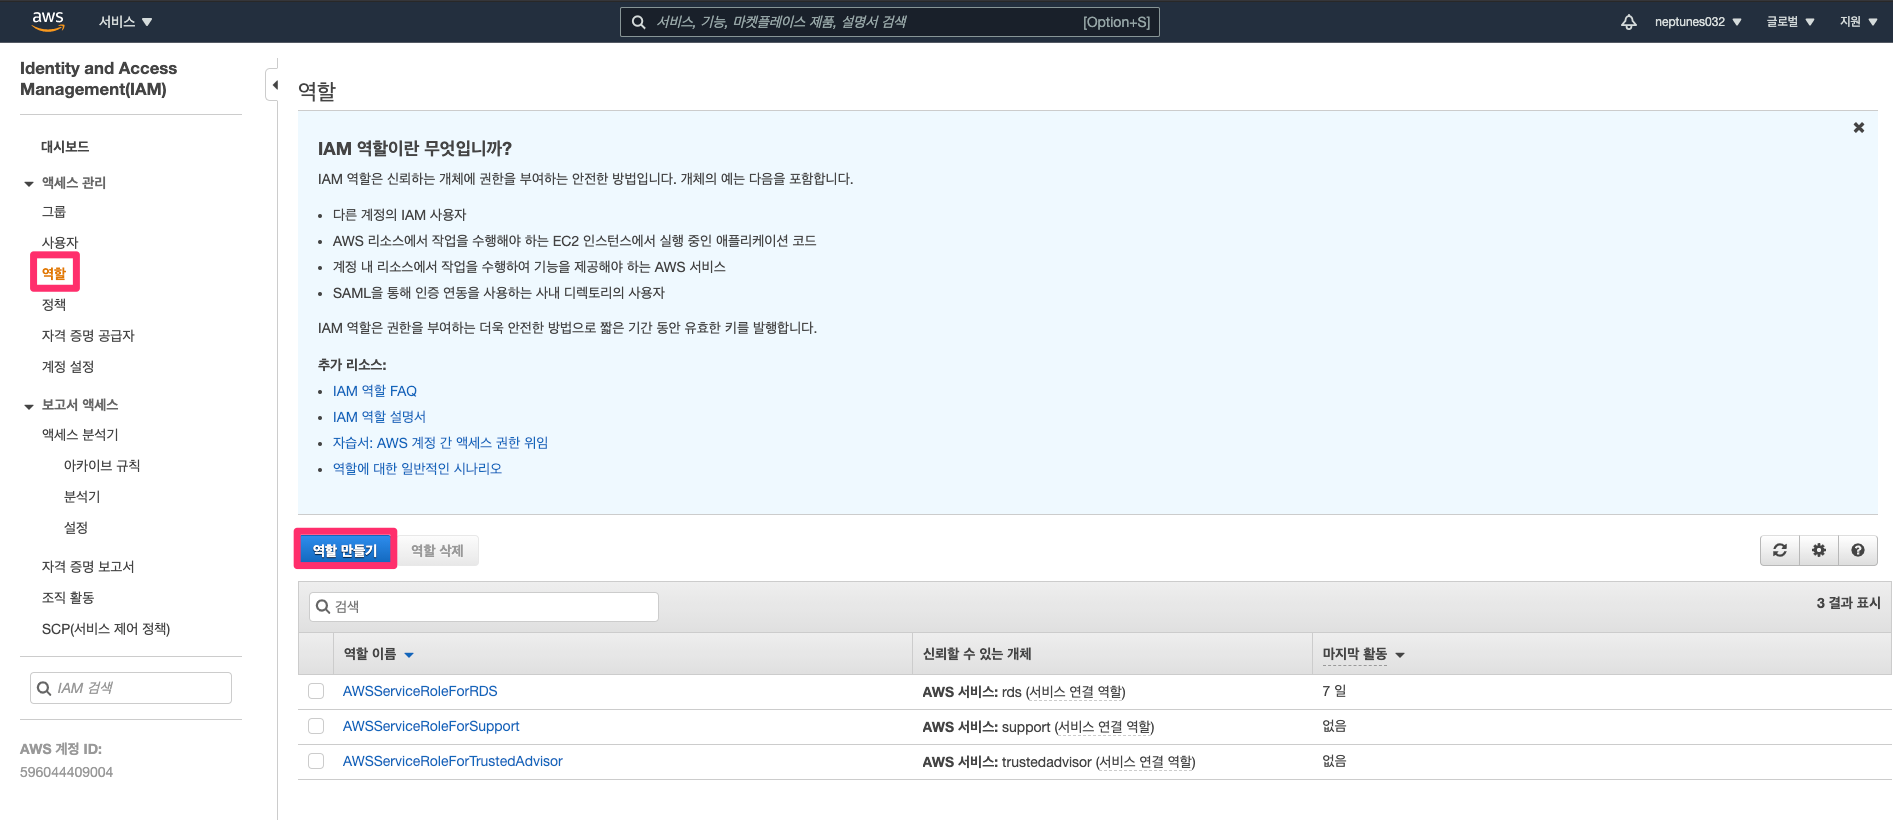 aws 서비스 서비스, 기능, 마켓플레이스 제품, 설명서 검색 [Option+S] neptunes032 글로벌 지원
Identity and Access
Management(IAM)
대시보드
액세스 관리
그룹
사용자
역할
정책
자격 증명 공급자
계정 설정
보고서 액세스
액세스 분석기
아카이브 규칙
분석기
설정
자격 증명 보고서
조직 활동
SCP(서비스 제어 정책)
IAM 검색
AWS 계정 ID:
596044409004
역할
IAM 역할이란 무엇입니까?
IAM 역할은 신뢰하는 개체에 권한을 부여하는 안전한 방법입니다. 개체의 예는 다음을 포함합니다.
다른 계정의 IAM 사용자
AWS 리소스에서 작업을 수행해야 하는 EC2 인스턴스에서 실행 중인 애플리케이션 코드
계정 내 리소스에서 작업을 수행하여 기능을 제공해야 하는 AWS 서비스
SAML을 통해 인증 연동을 사용하는 사내 디렉토리의 사용자
IAM 역할은 권한을 부여하는 더욱 안전한 방법으로 짧은 기간 동안 유효한 키를 발행합니다.
추가 리소스:
IAM 역할 FAQ
IAM 역할 설명서
자습서: AWS 계정 간 액세스 권한 위임
역할에 대한 일반적인 시나리오
역할 만들기 역할 삭제
검색 3 결과 표시
역할 이름 신뢰할 수 있는 개체 마지막 활동
AWSServiceRoleForRDS AWS 서비스: rds (서비스 연결 역할) 7 일
AWSServiceRoleForSupport AWS 서비스: support (서비스 연결 역할) 없음
AWSServiceRoleForTrustedAdvisor AWS 서비스: trustedadvisor (서비스 연결 역할) 없음